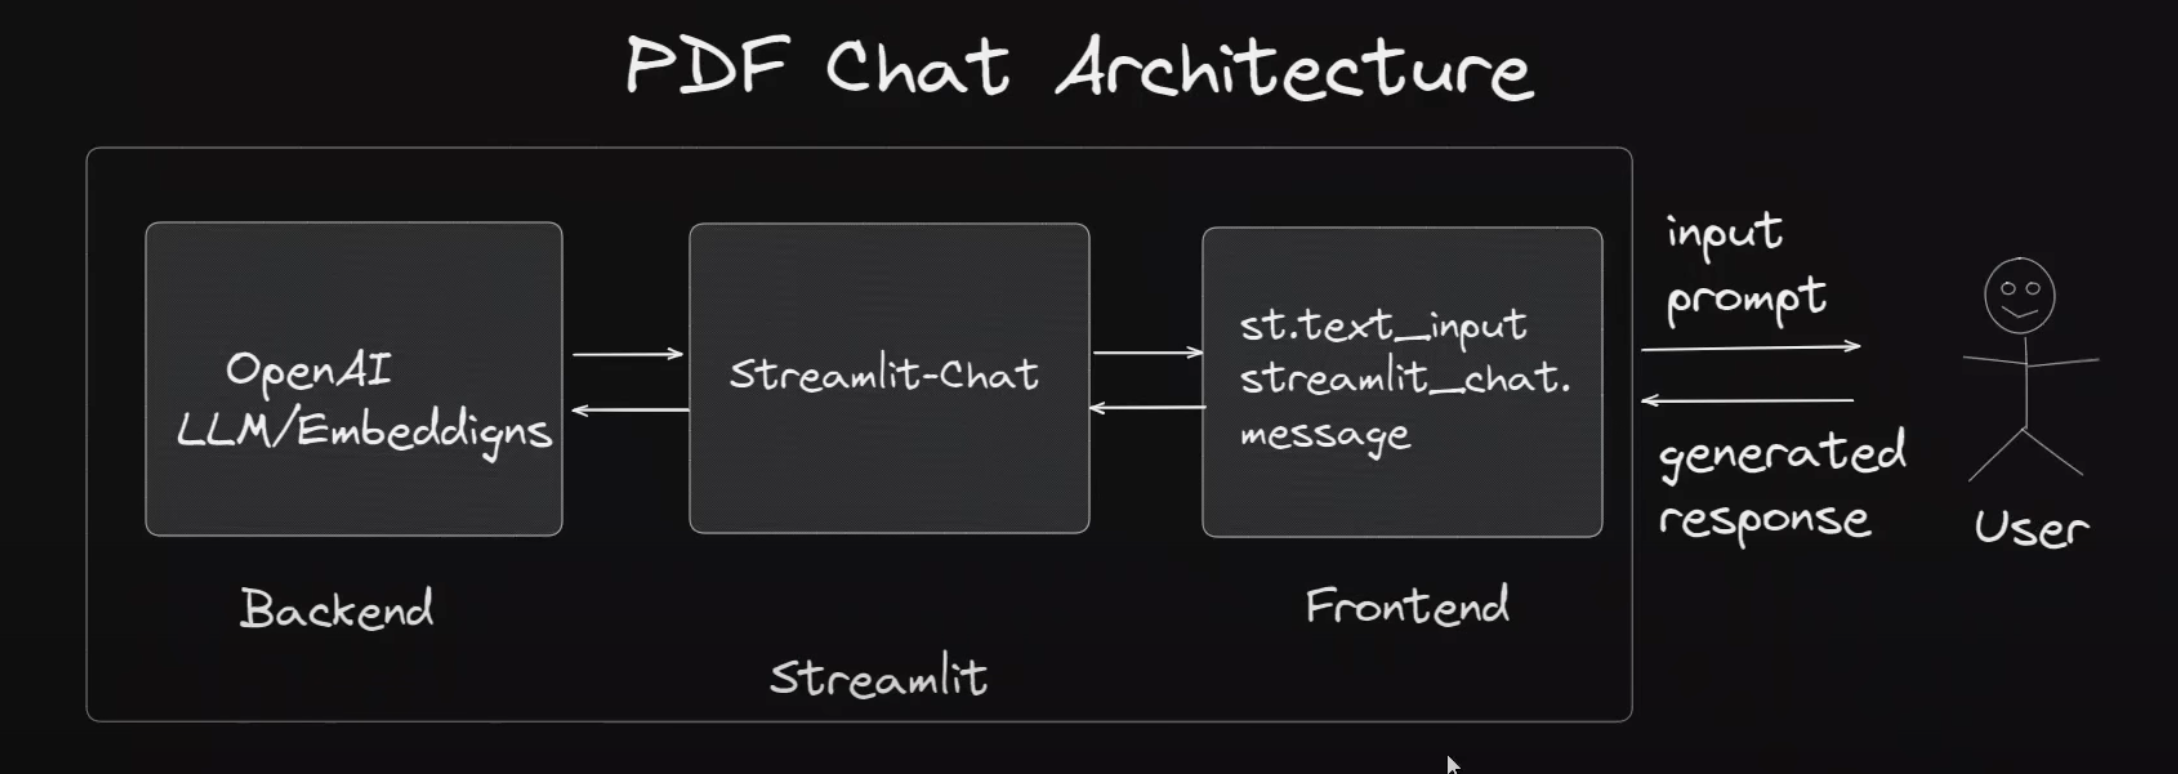 PDF Chat Architecture
OpenAI
LLM/Embeddigns
Backend
Streamlit-Chat
st.text_input
streamlit_chat.
message
Frontend
Streamlit
input
prompt
generated
response
User